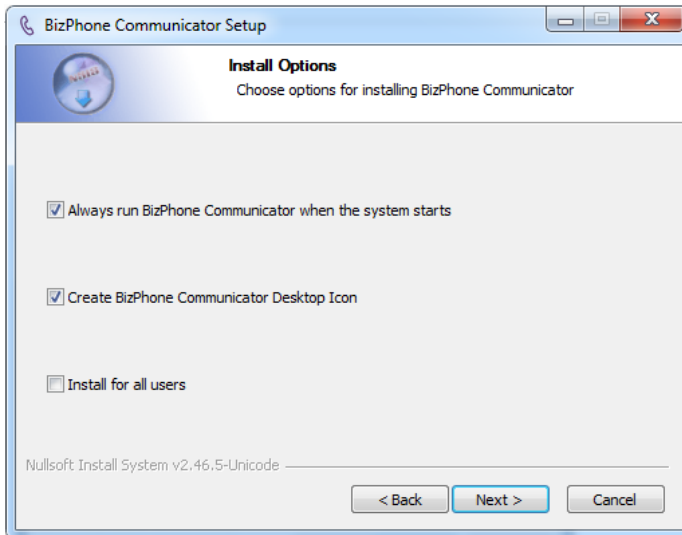 BizPhone Communicator Setup
Install Options
Choose options for installing BizPhone Communicator
Always run BizPhone Communicator when the system starts
Create BizPhone Communicator Desktop Icon
Install for all users
Nullsoft Install System v2.46.5-Unicode
< Back Next > Cancel